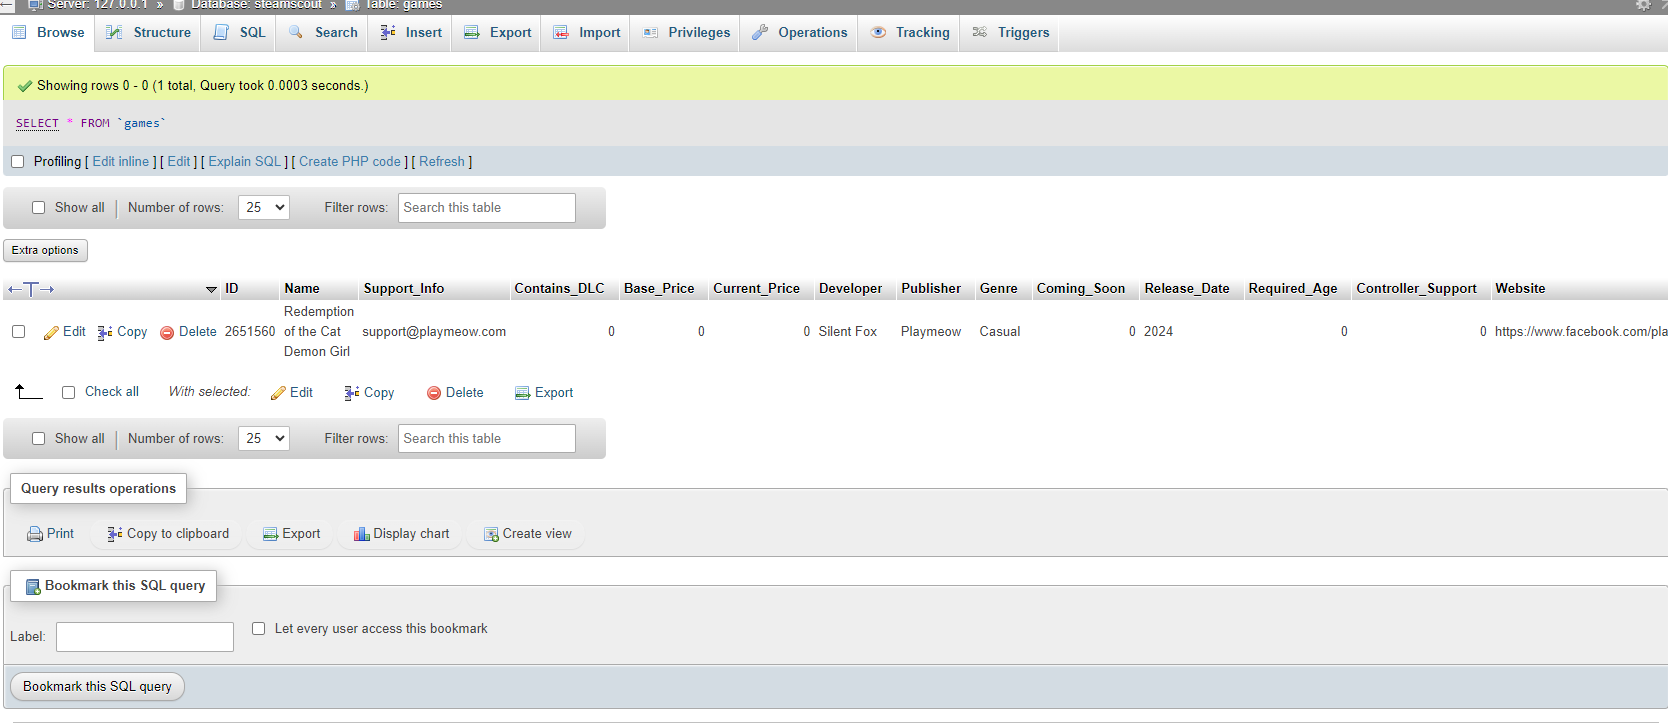 Server: 127.0.0.1 » Database: steamscout » Table: games
Browse Structure SQL Search Insert Export Import Privileges Operations Tracking Triggers
Showing rows 0 - 0 (1 total, Query took 0.0003 seconds.)
SELECT * FROM `games`
Profiling [ Edit inline ] [ Edit ] [ Explain SQL ] [ Create PHP code ] [ Refresh ]
Show all Number of rows: 25 Filter rows: Search this table
Extra options
ID Name Support_Info Contains_DLC Base_Price Current_Price Developer Publisher Genre Coming_Soon Release_Date Required_Age Controller_Support Website
Redemption
Edit Copy Delete 2651560 of the Cat support@playmeow.com 0 0 0 Silent Fox Playmeow Casual 0 2024 0 0 https://www.facebook.com/pla
Demon Girl
Check all With selected: Edit Copy Delete Export
Show all Number of rows: 25 Filter rows: Search this table
Query results operations
Print Copy to clipboard Export Display chart Create view
Bookmark this SQL query
Label: Let every user access this bookmark
Bookmark this SQL query